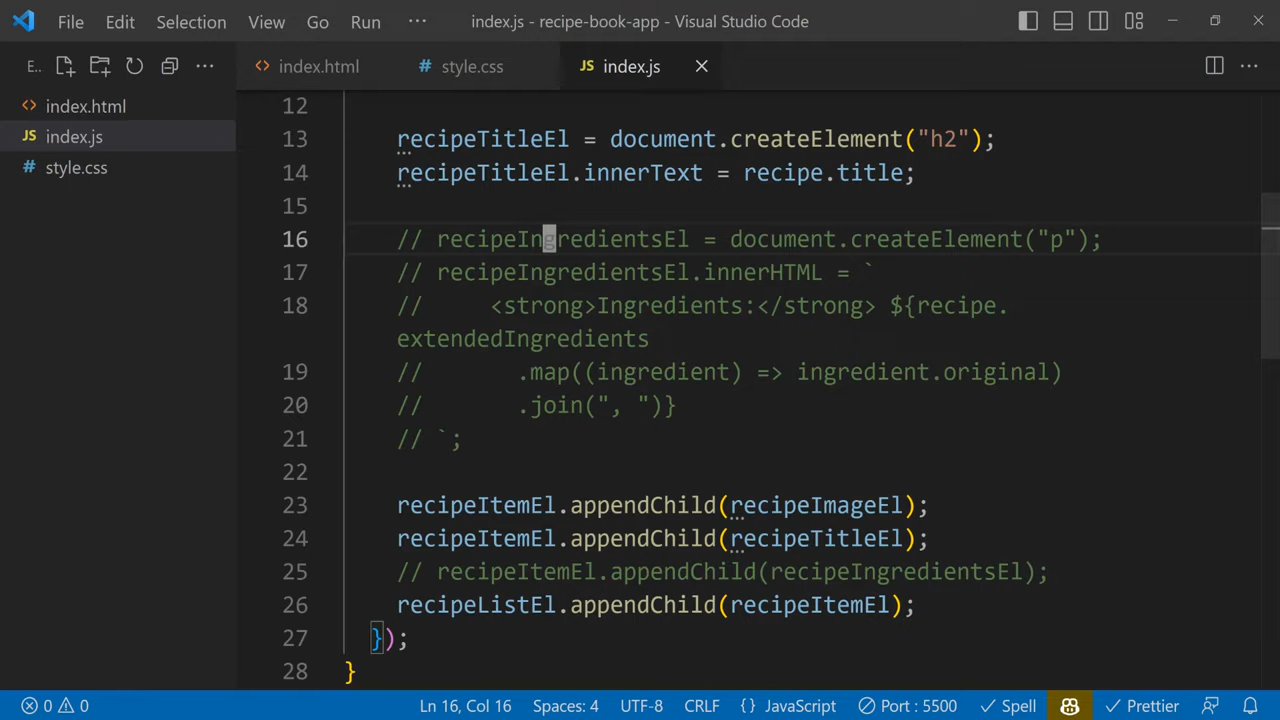 File Edit Selection View Go Run ··· index.js - recipe-book-app - Visual Studio Code
E.. ··· index.html style.css JS index.js
index.html
JS index.js
style.css
12
13 recipeTitleEl = document.createElement("h2");
14 recipeTitleEl.innerText = recipe.title;
15
16 // recipeIngredientsEl = document.createElement("p");
17 // recipeIngredientsEl.innerHTML = `
18 // <strong>Ingredients:</strong> ${recipe.
extendedIngredients
19 // .map((ingredient) => ingredient.original)
20 // .join(", ")}
21 // `;
22
23 recipeItemEl.appendChild(recipeImageEl);
24 recipeItemEl.appendChild(recipeTitleEl);
25 // recipeItemEl.appendChild(recipeIngredientsEl);
26 recipeListEl.appendChild(recipeItemEl);
27 });
28 }
0 0 Ln 16, Col 16 Spaces: 4 UTF-8 CRLF {} JavaScript Port : 5500 Spell Prettier